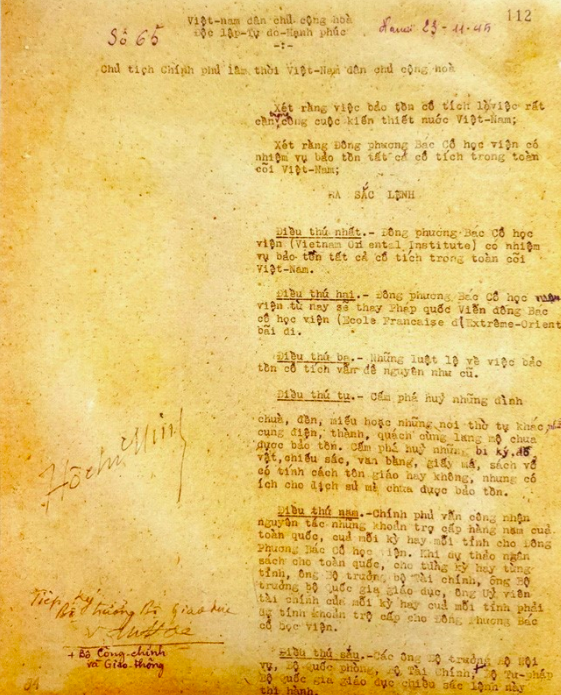 112
Việt-nam dân chủ cộng hoà
Độc lập-Tự do-Hạnh phúc
-:-
Số 65
Hanoi 23-11-45
Chủ tịch Chính phủ lâm thời Việt-Nam dân chủ cộng hoà
Xét rằng việc bảo tồn cổ tích là việc rất
cần trong công cuộc kiến thiết nước Việt-Nam;
Xét rằng Đông phương Bác Cổ học viện có
nhiệm vụ bảo tồn tất cả cổ tích trong toàn
cõi Việt-Nam;
RA SẮC LỆNH
Điều thứ nhất.- Đông phương Bác Cổ học
viện (Vietnam Oriental Institute) có nhiệm
vụ bảo tồn tất cả cổ tích trong toàn cõi
Việt-Nam.
Điều thứ hai.- Đông phương Bác Cổ học viện
viện từ nay sẽ thay Pháp quốc Viễn đông Bác
cổ học viện (Ecole Francaise d(Extrême-Orient
bãi đi.
Điều thứ ba.- Những luật lệ về việc bảo
tồn cổ tích vẫn để nguyên như cũ.
Điều thứ tư.- Cấm phá huỷ những đình
chùa, đền, miếu hoặc những nơi thờ tự khác,
cung điện, thành, quách cùng lăng mộ chưa
được bảo tồn. Cấm phá huỷ những bi ký, đồ
vật, chiếu sắc, văn bằng, giấy má, sách vở
có tính cách tôn giáo hay không, nhưng có
ích cho lịch sử mà chưa được bảo tồn.
Điều thứ năm.-Chính phủ vẫn công nhận
nguyên tắc những khoản trợ cấp hàng năm của
toàn quốc, của mỗi kỳ hay mỗi tỉnh cho Đông
Phương Bác Cổ học viện. Khi dự thảo ngân
sách cho toàn quốc, cho từng kỳ hay từng
tỉnh, ông Bộ trưởng bộ Tài chính, ông Bộ
trưởng bộ quốc gia giáo dục, ông Uỷ viên
tài chính của mỗi kỳ hay của mỗi tỉnh phải
dự tính khoản trợ cấp cho Đông Phương Bác
cổ học Viện.
Điều thứ sáu.- Các ông Bộ trưởng Bộ Nội
vụ, Bộ quốc phòng, Bộ Tài Chính, Bộ Tư-pháp
Bộ quốc gia giáo dục chiểu sắc lệnh này
thi hành.
Hồ chí Minh
Tiếp ký
Bộ trưởng Bộ Giáo dục
+ Bộ Công-chính
và Giao thông